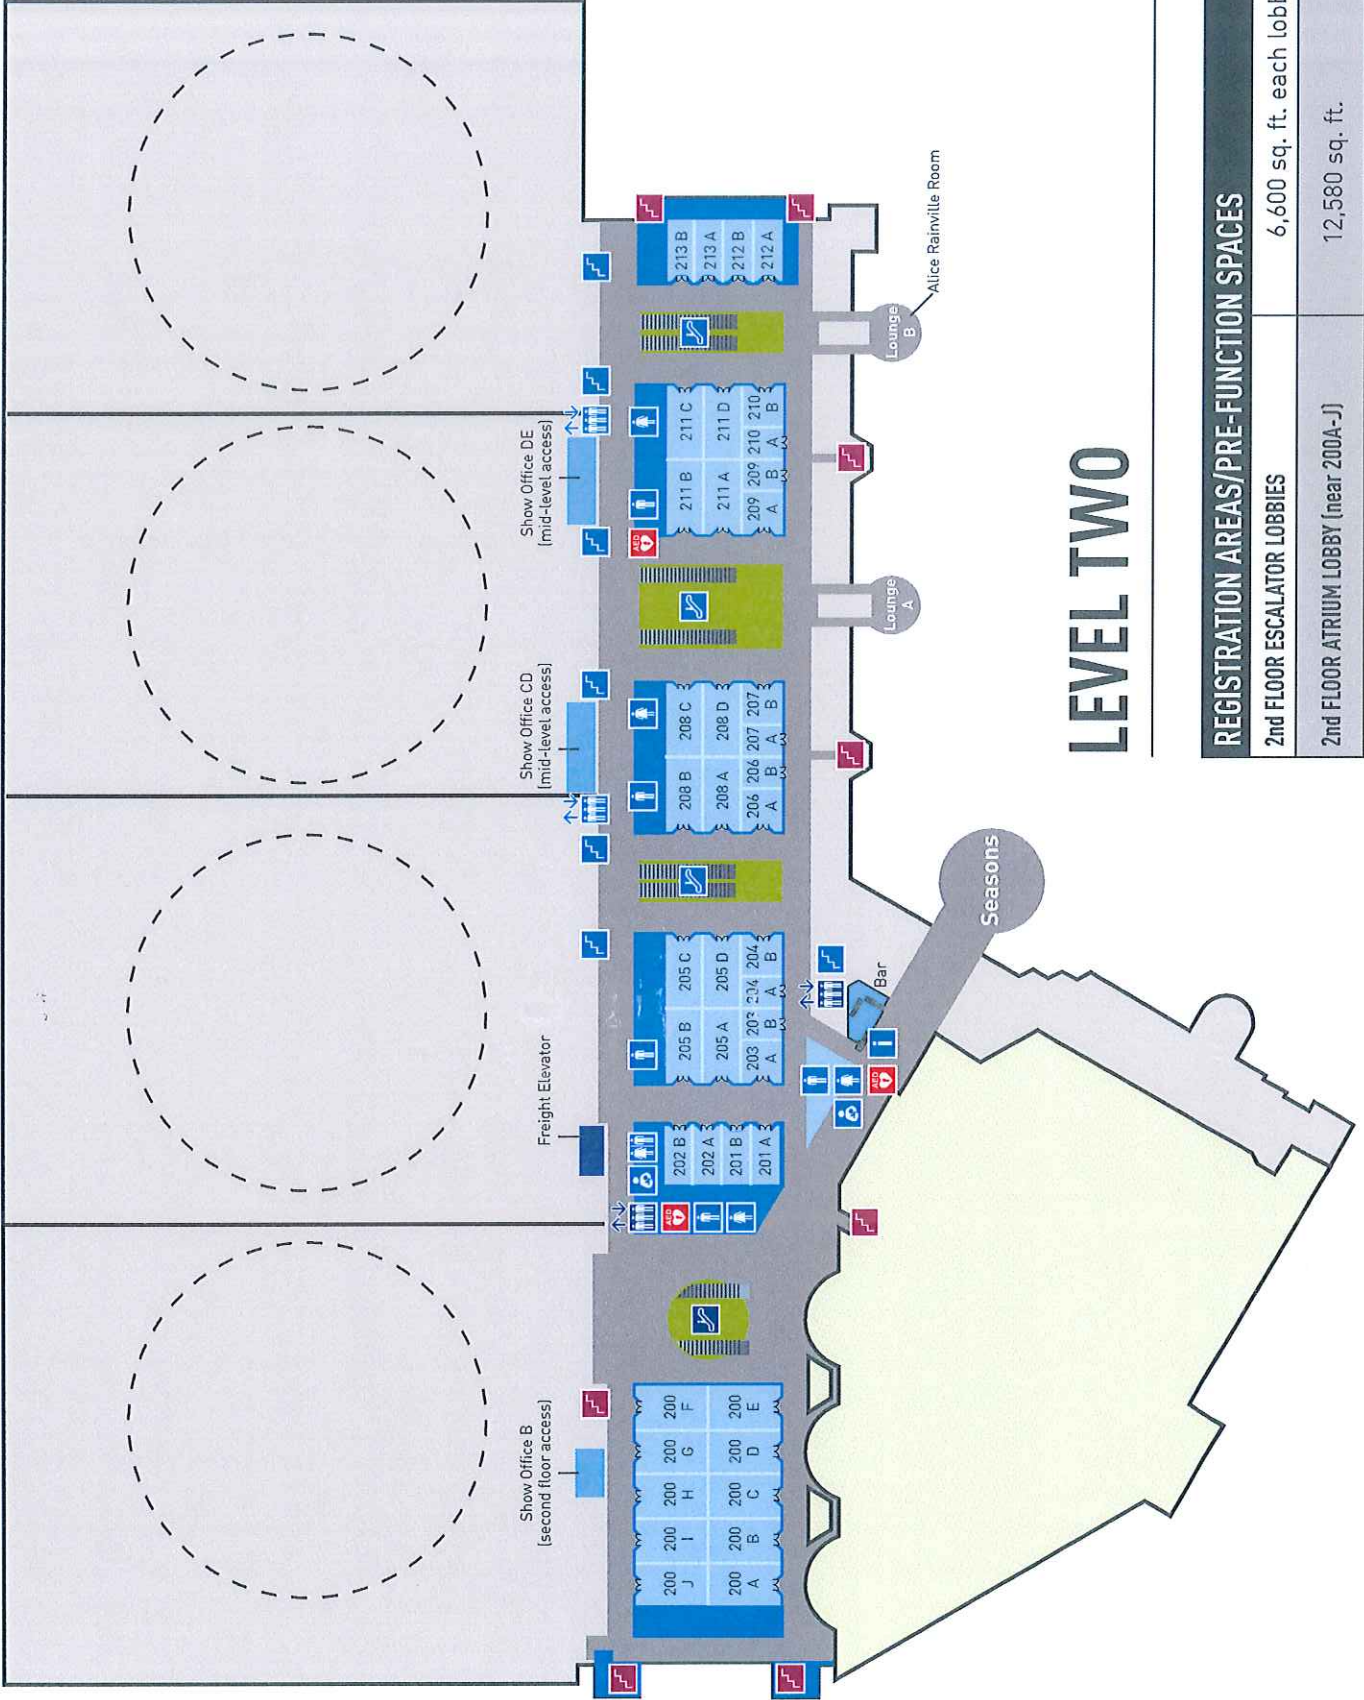 Show Office B
(second floor access)
Freight Elevator
Show Office CD
(mid-level access)
Show Office DE
(mid-level access)
200
J
200
I
200
H
200
G
200
F
200
A
200
B
200
C
200
D
200
E
AED
202 B
202 A
201 B
201 A
205 B
205 C
205 A
205 D
203
A
203
B
204
A
204
B
208 B
208 C
208 A
208 D
206
A
206
B
207
A
207
B
AED
211 B
211 C
211 A
211 D
209
A
209
B
210
A
210
B
213 B
213 A
212 B
212 A
AED
i
Bar
Seasons
Lounge
A
Lounge
B
Alice Rainville Room
LEVEL TWO
REGISTRATION AREAS/PRE-FUNCTION SPACES
2nd FLOOR ESCALATOR LOBBIES 6,600 sq. ft. each
2nd FLOOR ATRIUM LOBBY (near 200A-J) 12,580 sq. ft.